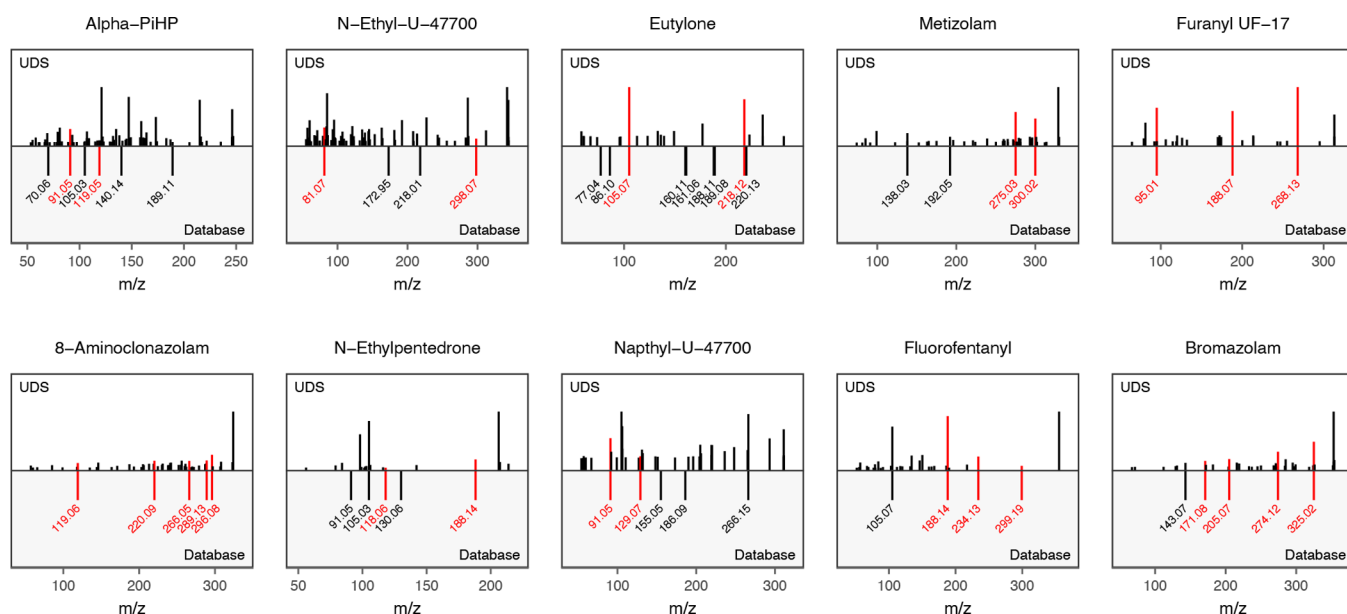 Alpha−PiHP
N−Ethyl−U−47700
Eutylone
Metizolam
Furanyl UF−17
UDS
UDS
UDS
UDS
UDS
70.06
91.05
105.03
119.05
140.14
189.11
81.07
172.95
218.01
298.07
77.04
86.10
105.07
160.11
161.06
188.11
189.08
218.12
220.13
138.03
192.05
275.03
300.02
95.01
188.07
268.13
Database
Database
Database
Database
Database
50 100 150 200 250
100 200 300
100 200
100 200 300
100 200 300
m/z
m/z
m/z
m/z
m/z
8−Aminoclonazolam
N−Ethylpentedrone
Napthyl−U−47700
Fluorofentanyl
Bromazolam
UDS
UDS
UDS
UDS
UDS
119.06
220.09
266.05
289.13
296.08
91.05
105.03
118.06
130.06
188.14
91.05
129.07
155.05
186.09
266.15
105.07
188.14
234.13
299.19
143.07
171.08
205.07
274.12
325.02
Database
Database
Database
Database
Database
100 200 300
50 100 150 200
100 200 300
100 200 300
100 200 300
m/z
m/z
m/z
m/z
m/z